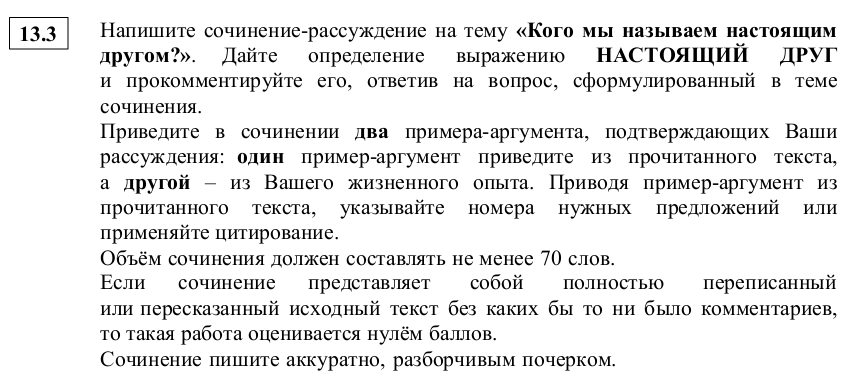 13.3 Напишите сочинение-рассуждение на тему «Кого мы называем настоящим
другом?». Дайте определение выражению НАСТОЯЩИЙ ДРУГ
и прокомментируйте его, ответив на вопрос, сформулированный в теме
сочинения.
Приведите в сочинении два примера-аргумента, подтверждающих Ваши
рассуждения: один пример-аргумент приведите из прочитанного текста,
а другой – из Вашего жизненного опыта. Приводя пример-аргумент из
прочитанного текста, указывайте номера нужных предложений или
применяйте цитирование.
Объём сочинения должен составлять не менее 70 слов.
Если сочинение представляет собой полностью переписанный
или пересказанный исходный текст без каких бы то ни было комментариев,
то такая работа оценивается нулём баллов.
Сочинение пишите аккуратно, разборчивым почерком.